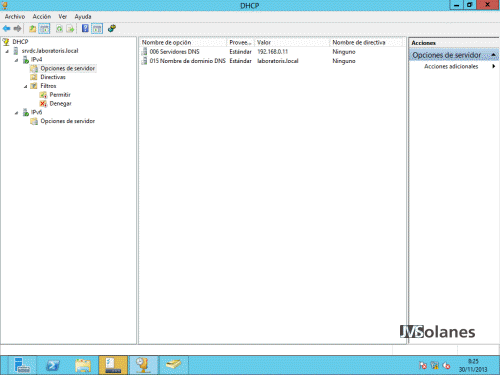 DHCP
Archivo Acción Ver Ayuda
DHCP
srvdc.laboratoris.local
IPv4
Opciones de servidor
Directivas
Filtros
Permitir
Denegar
IPv6
Opciones de servidor
Nombre de opción Provee... Valor Nombre de directiva
006 Servidores DNS Estándar 192.168.0.11 Ninguno
015 Nombre de dominio DNS Estándar laboratoris.local Ninguno
Acciones
Opciones de servidor
Acciones adicionales
JMSolanes
9:25
30/11/2013